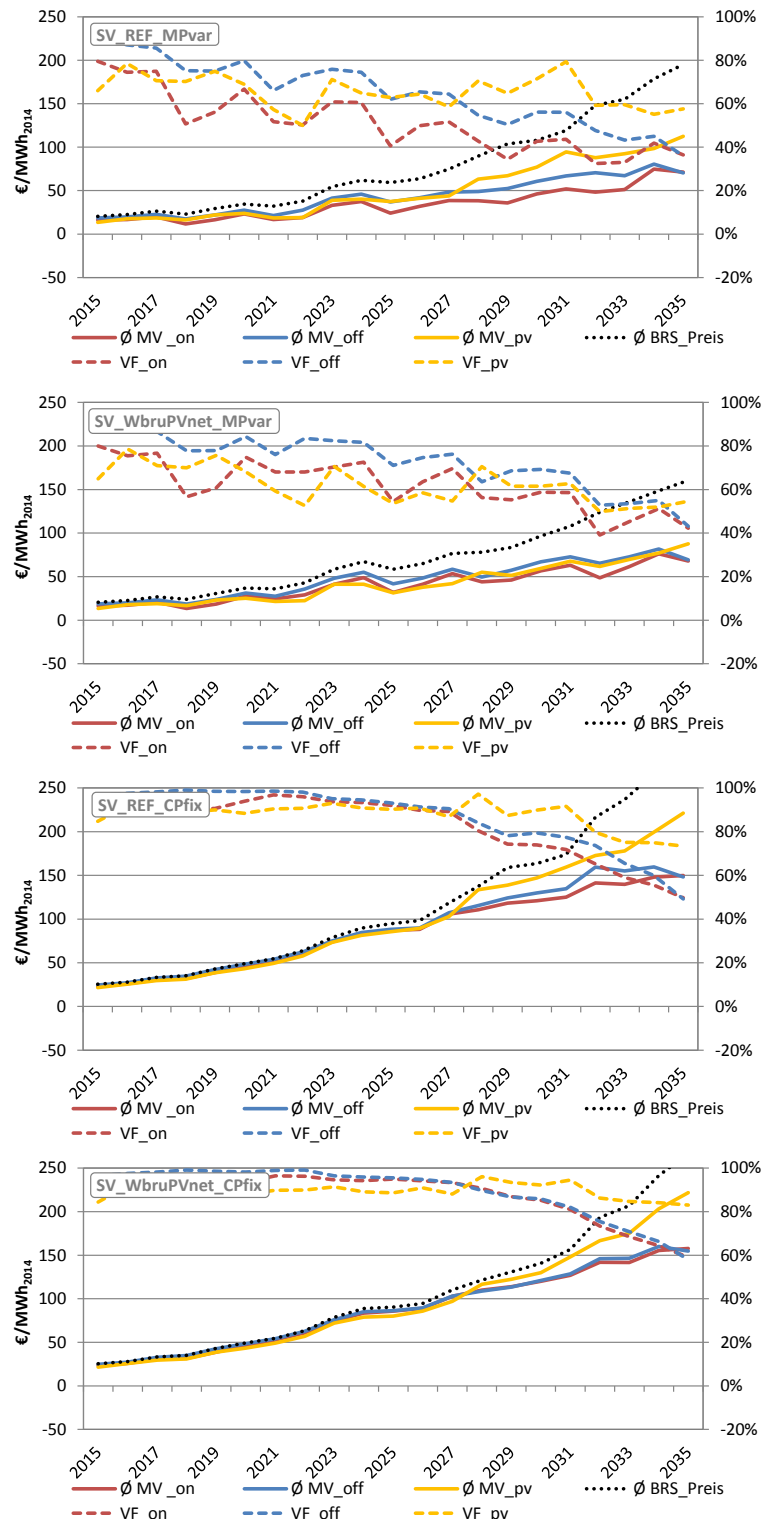 SV_REF_MPvar
€/MWh2014
250 100%
200 80%
150 60%
100 40%
50 20%
0 0%
-50 -20%
2015 2017 2019 2021 2023 2025 2027 2029 2031 2033 2035
Ø MV _on Ø MV_off Ø MV_pv Ø BRS_Preis
VF_on VF_off VF_pv
SV_WbruPVnet_MPvar
€/MWh2014
250 100%
200 80%
150 60%
100 40%
50 20%
0 0%
-50 -20%
2015 2017 2019 2021 2023 2025 2027 2029 2031 2033 2035
Ø MV _on Ø MV_off Ø MV_pv Ø BRS_Preis
VF_on VF_off VF_pv
SV_REF_CPfix
€/MWh2014
250 100%
200 80%
150 60%
100 40%
50 20%
0 0%
-50 -20%
2015 2017 2019 2021 2023 2025 2027 2029 2031 2033 2035
Ø MV _on Ø MV_off Ø MV_pv Ø BRS_Preis
VF_on VF_off VF_pv
SV_WbruPVnet_CPfix
€/MWh2014
250 100%
200 80%
150 60%
100 40%
50 20%
0 0%
-50 -20%
2015 2017 2019 2021 2023 2025 2027 2029 2031 2033 2035
Ø MV _on Ø MV_off Ø MV_pv Ø BRS_Preis
VF_on VF_off VF_pv